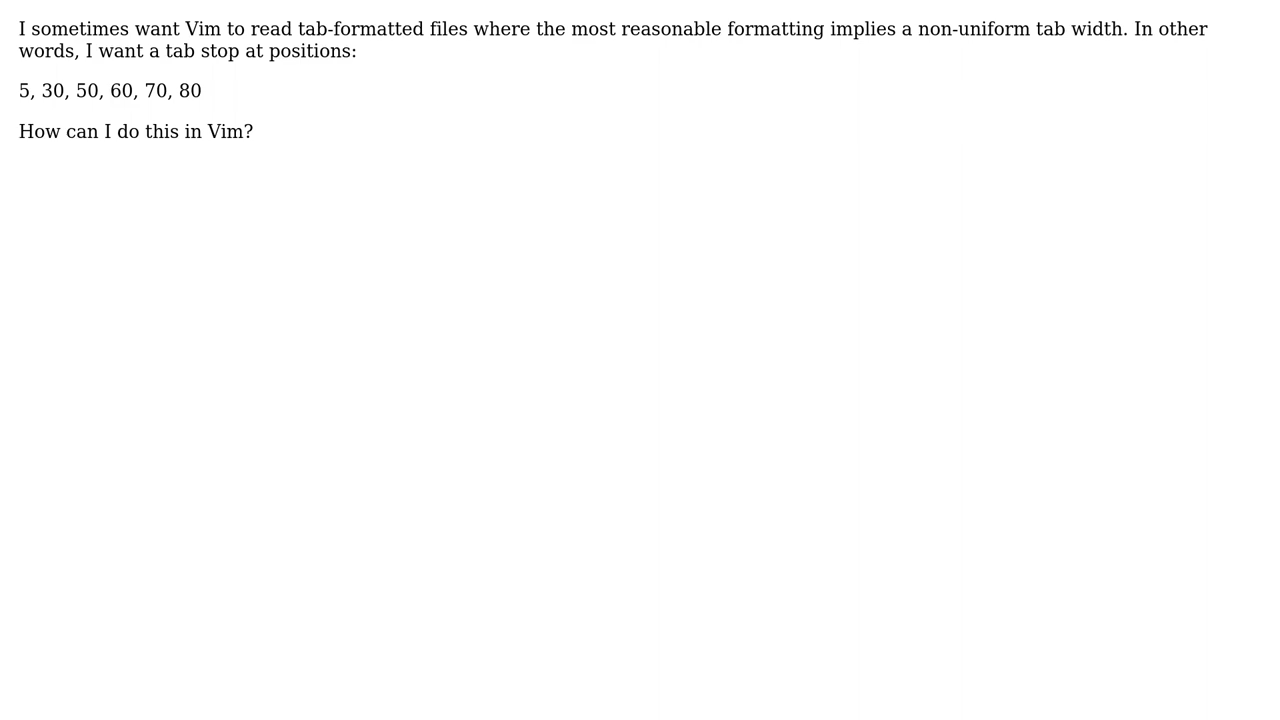 I sometimes want Vim to read tab-formatted files where the most reasonable formatting implies a non-uniform tab width. In other
words, I want a tab stop at positions:
5, 30, 50, 60, 70, 80
How can I do this in Vim?